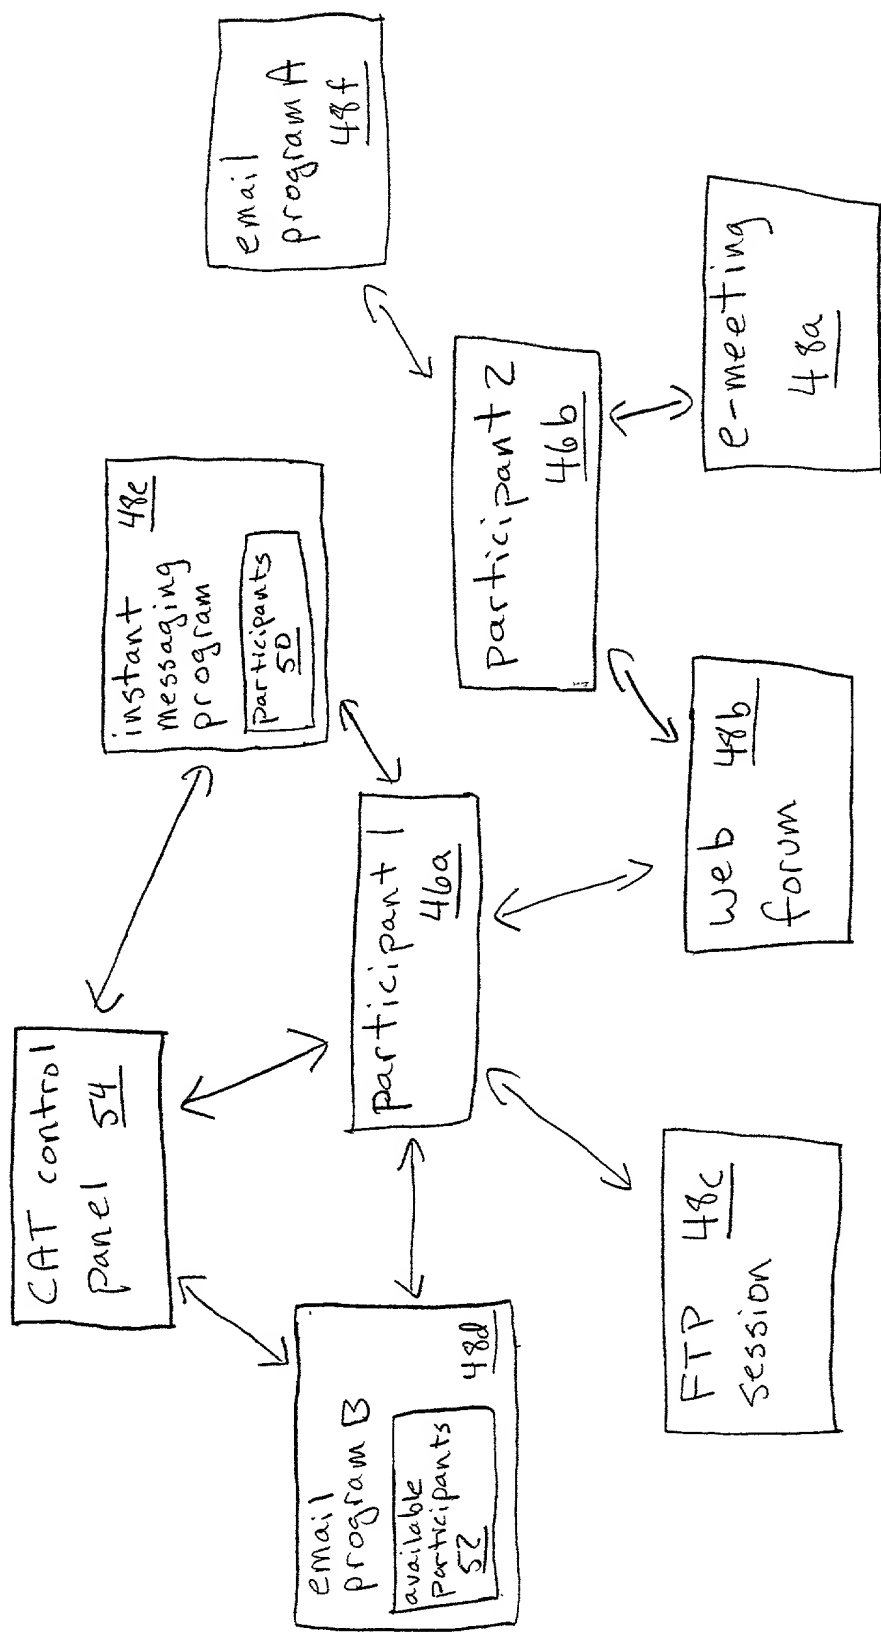 CAT control
panel 54
instant 48e
messaging
program
participants
50
email
program A
48f
email
program B
48d
available
participants
52
participant 1
46a
participant 2
46b
FTP 48c
session
Web 48b
forum
e-meeting
48a